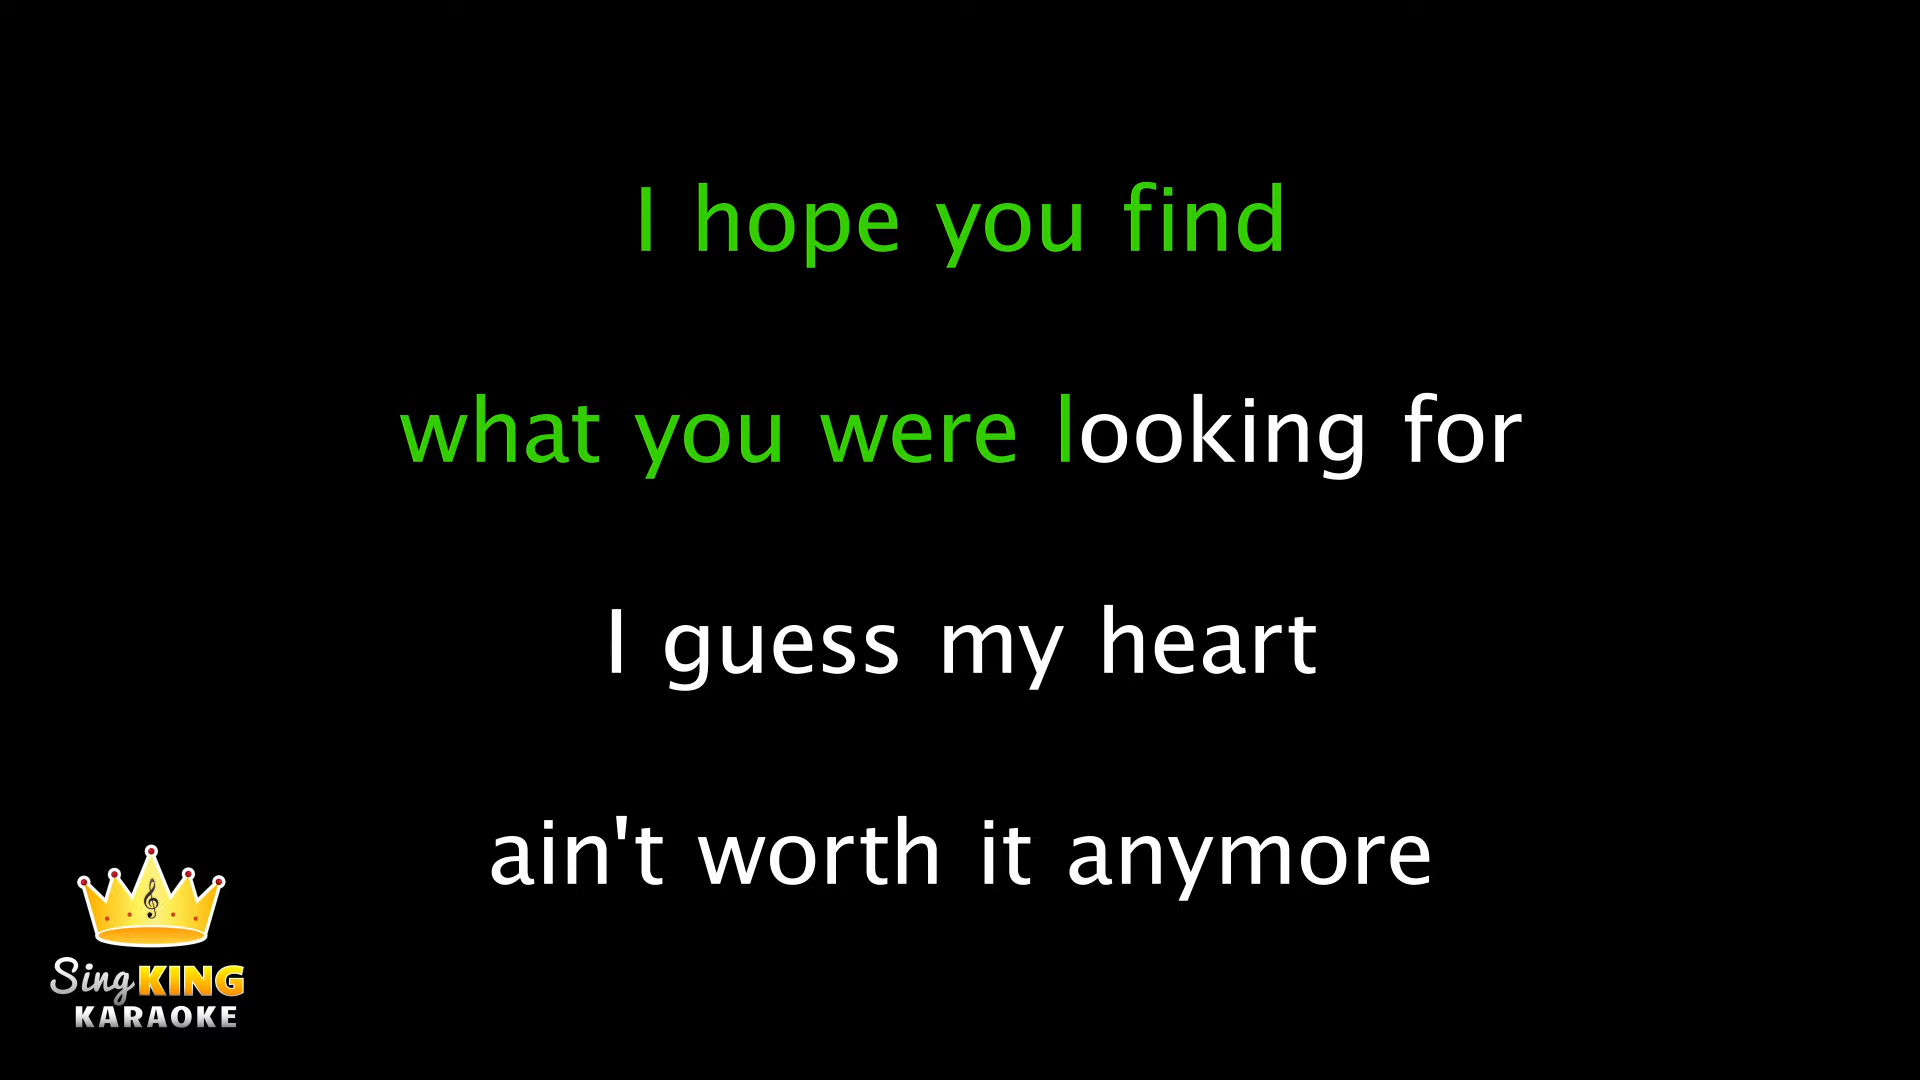 I hope you find
what you were looking for
I guess my heart
ain't worth it anymore
Sing KING
KARAOKE